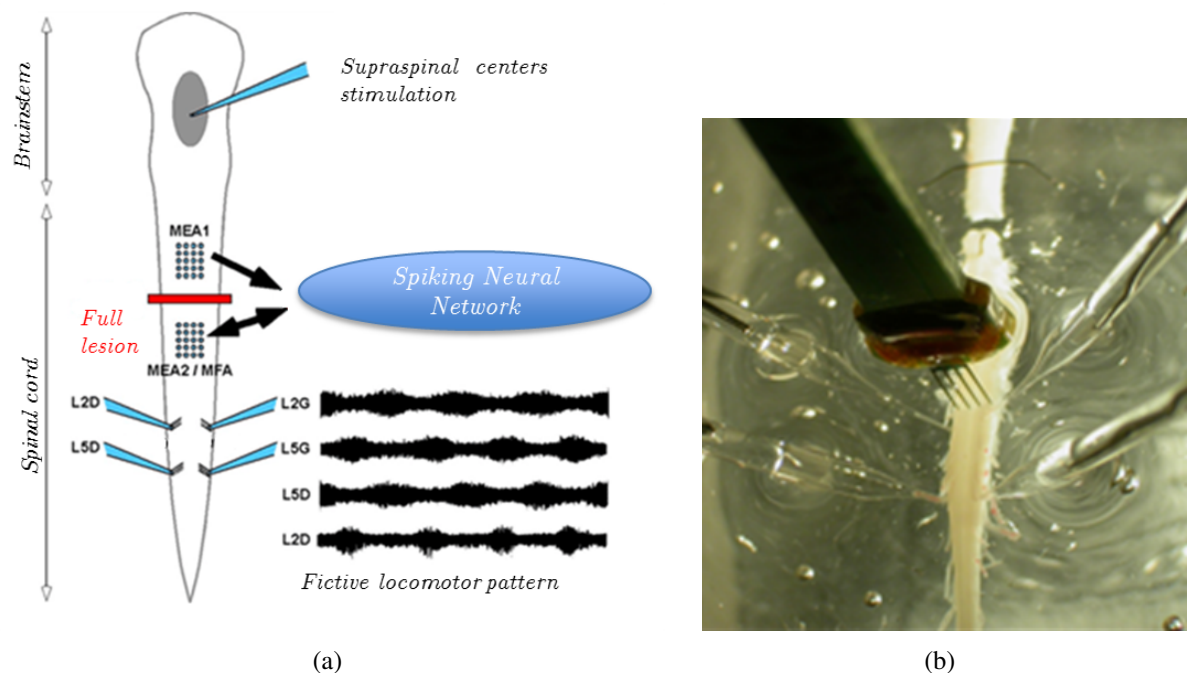 Brainstem
Supraspinal centers
stimulation
MEA1
Spiking Neural
Network
Full
lesion
MEA2 / MFA
Spinal cord
L2D
L2G
L5D
L5G
L5D
L2D
Fictive locomotor pattern
(a)
(b)